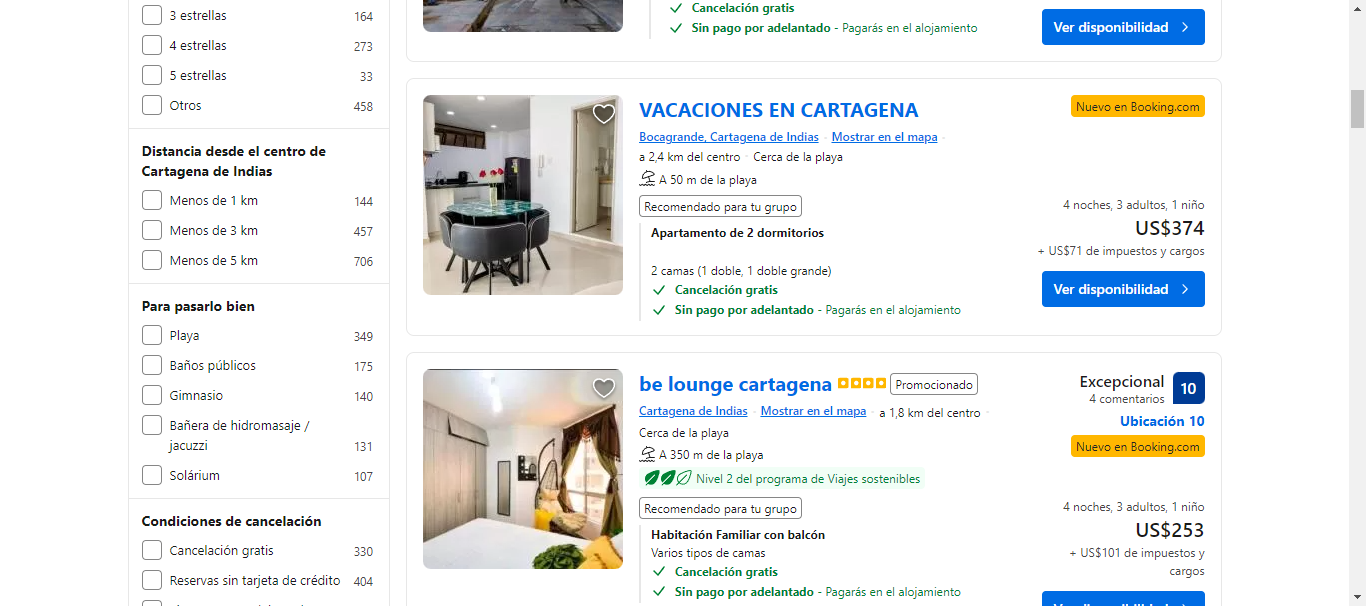 3 estrellas 164
4 estrellas 273
5 estrellas 33
Otros 458
Distancia desde el centro de
Cartagena de Indias
Menos de 1 km 144
Menos de 3 km 457
Menos de 5 km 706
Para pasarlo bien
Playa 349
Baños públicos 175
Gimnasio 140
Bañera de hidromasaje /
jacuzzi 131
Solárium 107
Condiciones de cancelación
Cancelación gratis 330
Reservas sin tarjeta de crédito 404
Cancelación gratis
Sin pago por adelantado - Pagarás en el alojamiento
Ver disponibilidad
VACACIONES EN CARTAGENA
Nuevo en Booking.com
Bocagrande, Cartagena de Indias · Mostrar en el mapa ·
a 2,4 km del centro · Cerca de la playa
A 50 m de la playa
Recomendado para tu grupo
Apartamento de 2 dormitorios
2 camas (1 doble, 1 doble grande)
Cancelación gratis
Sin pago por adelantado - Pagarás en el alojamiento
4 noches, 3 adultos, 1 niño
US$374
+ US$71 de impuestos y cargos
Ver disponibilidad
be lounge cartagena Promocionado
Excepcional 10
4 comentarios
Ubicación 10
Nuevo en Booking.com
Cartagena de Indias · Mostrar en el mapa · a 1,8 km del centro ·
Cerca de la playa
A 350 m de la playa
Nivel 2 del programa de Viajes sostenibles
Recomendado para tu grupo
Habitación Familiar con balcón
Varios tipos de camas
Cancelación gratis
Sin pago por adelantado - Pagarás en el alojamiento
4 noches, 3 adultos, 1 niño
US$253
+ US$101 de impuestos y
cargos